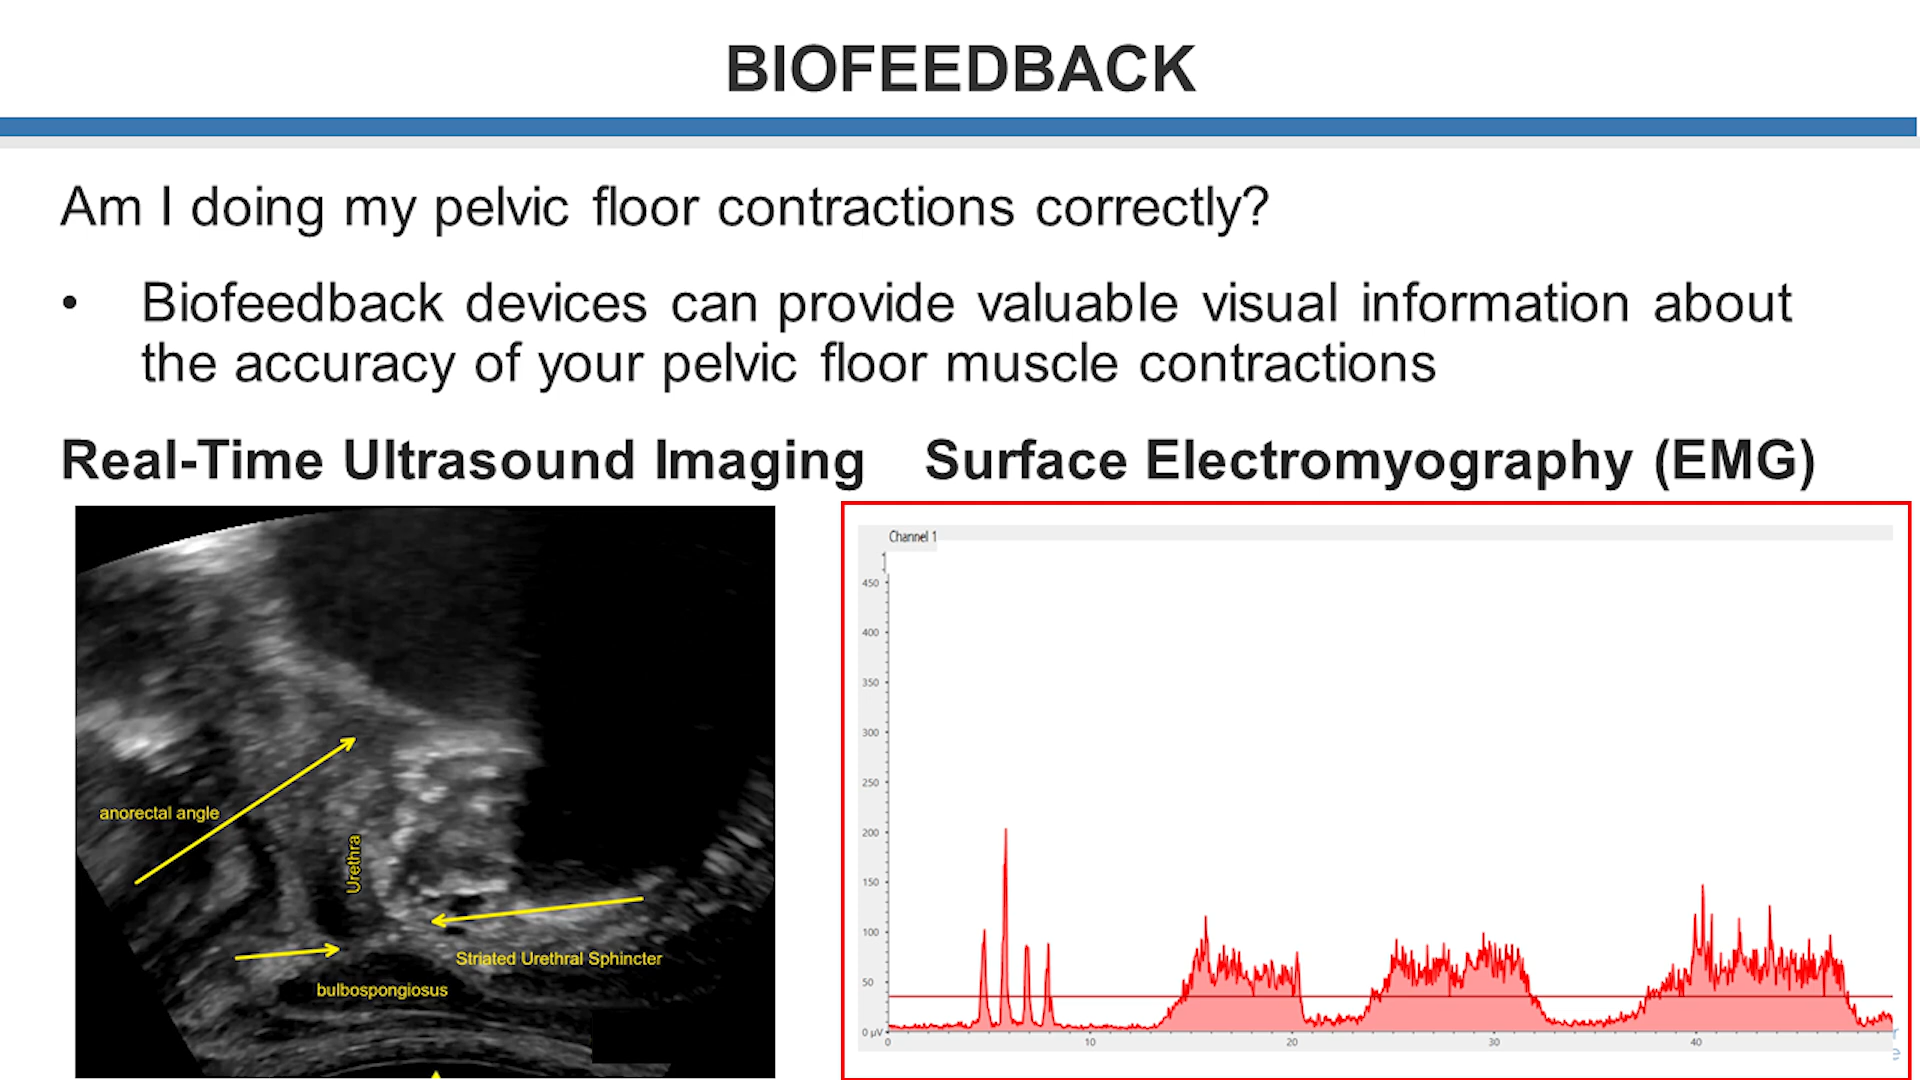 BIOFEEDBACK
Am I doing my pelvic floor contractions correctly?
• Biofeedback devices can provide valuable visual information about
the accuracy of your pelvic floor muscle contractions
Real-Time Ultrasound Imaging
anorectal angle
Urethra
Striated Urethral Sphincter
bulbospongiosus
Surface Electromyography (EMG)
Channel 1
450
400
350
300
250
200
150
100
50
0 µV
0 10 20 30 40